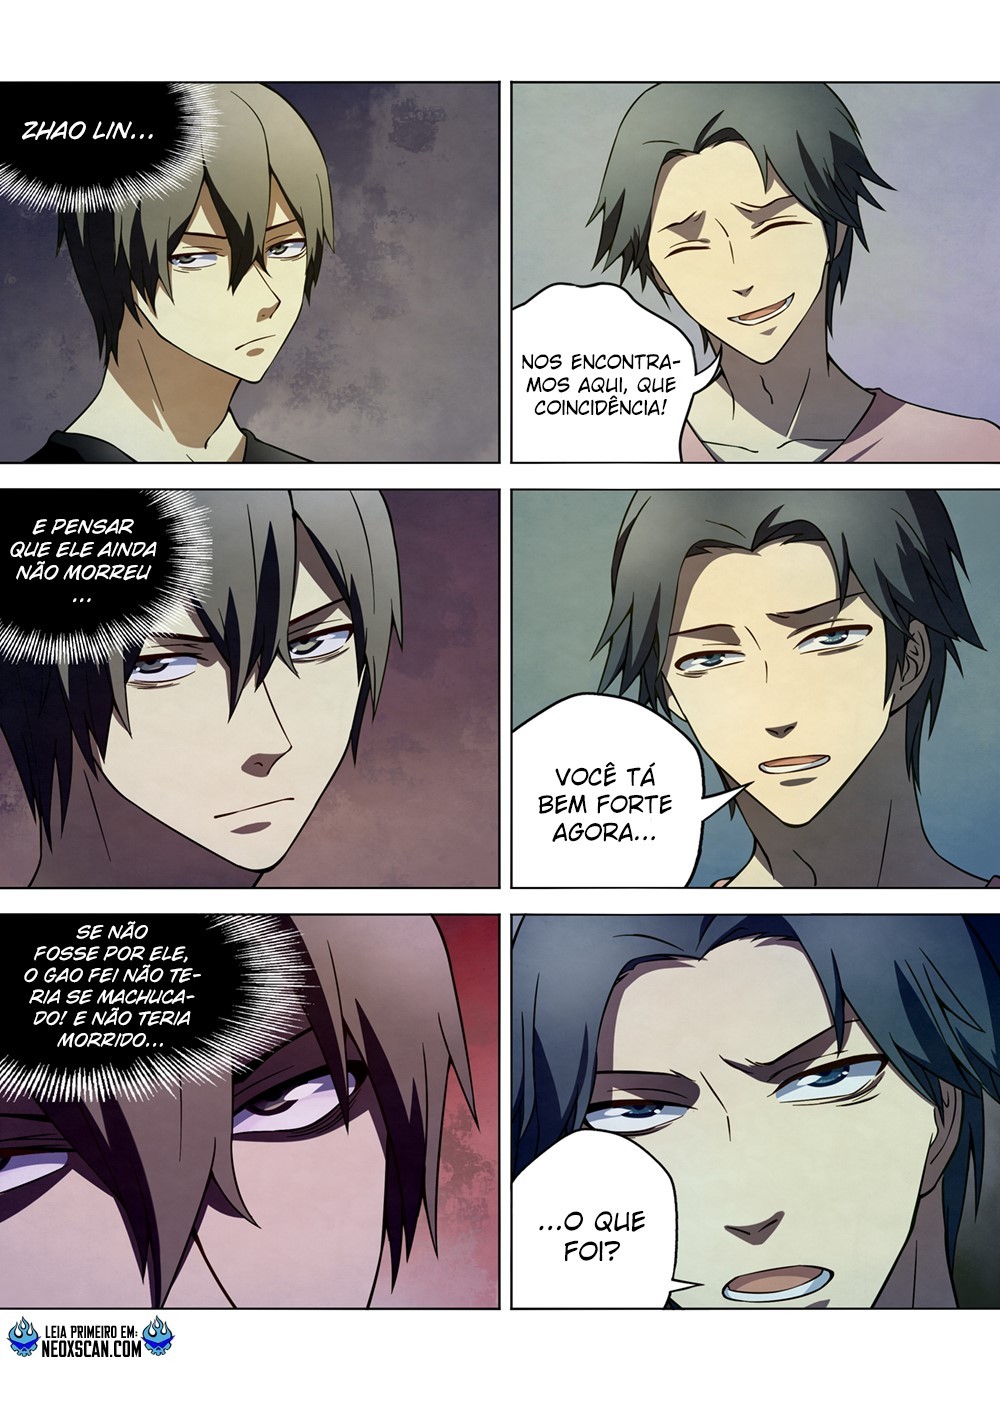 ZHAO LIN...
NOS ENCONTRA-
MOS AQUI, QUE
COINCIDÊNCIA!
E PENSAR
QUE ELE AINDA
NÃO MORREU
...
VOCÊ TÁ
BEM FORTE
AGORA...
SE NÃO
FOSSE POR ELE,
O GAO FEI NÃO TE-
RIA SE MACHUCA-
DO! E NÃO TERIA
MORRIDO...
...O QUE
FOI?
LEIA PRIMEIRO EM:
NEOXSCAN.COM